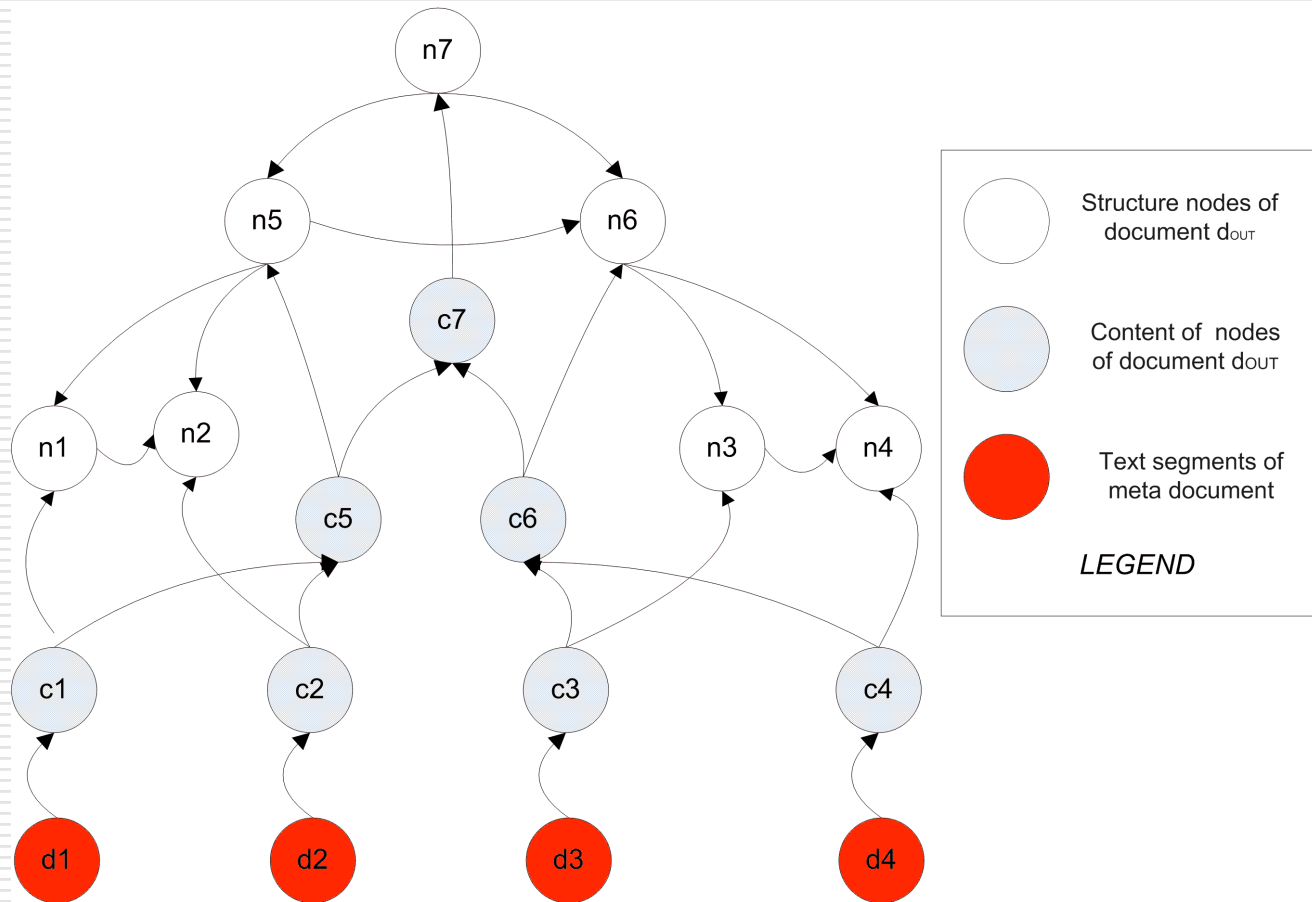 n7
n5
n6
c7
n1
n2
n3
n4
c5
c6
c1
c2
c3
c4
d1
d2
d3
d4
Structure nodes of
document dOUT
Content of nodes
of document dOUT
Text segments of
meta document
LEGEND